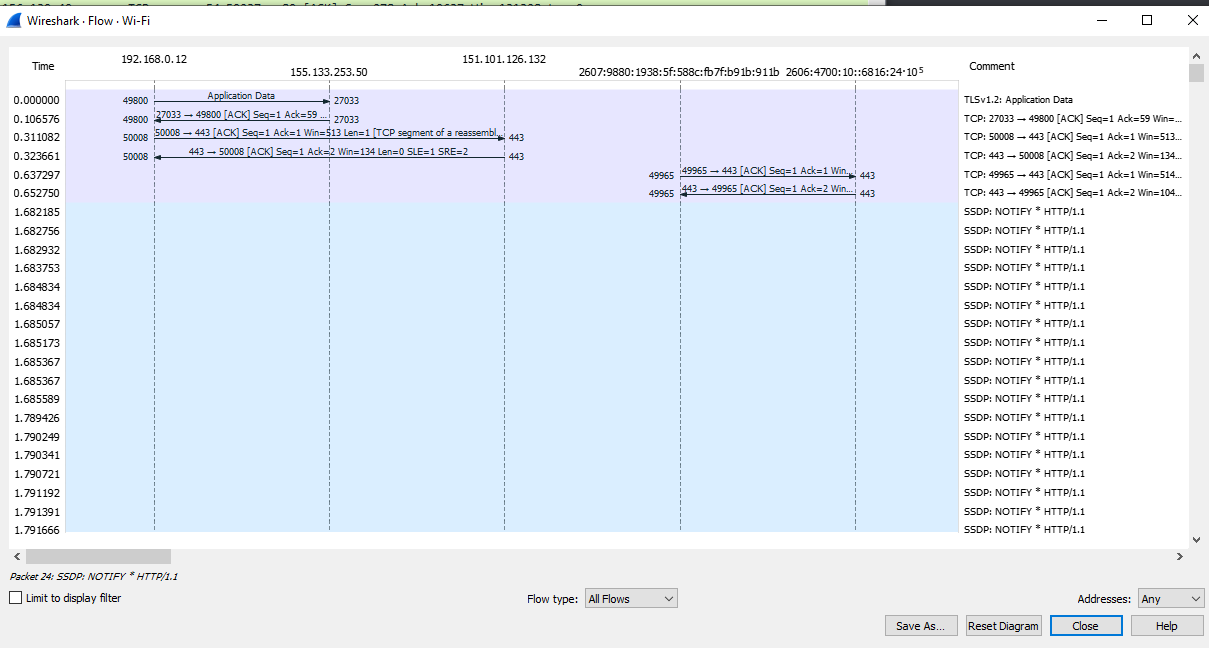 Wireshark · Flow · Wi-Fi
Time 192.168.0.12 155.133.253.50 151.101.126.132 2607:9880:1938:5f:588c:fb7f:b91b:911b 2606:4700:10::6816:24 Comment
0.000000 49800 Application Data 27033 TLSv1.2: Application Data
0.106576 49800 27033 → 49800 [ACK] Seq=1 Ack=59 ... 27033 TCP: 27033 → 49800 [ACK] Seq=1 Ack=59 Win=...
0.311082 50008 50008 → 443 [ACK] Seq=1 Ack=1 Win=513 Len=1 [TCP segment of a reassembl... 443 TCP: 50008 → 443 [ACK] Seq=1 Ack=1 Win=513...
0.323661 50008 443 → 50008 [ACK] Seq=1 Ack=2 Win=134 Len=0 SLE=1 SRE=2 443 TCP: 443 → 50008 [ACK] Seq=1 Ack=2 Win=134...
0.637297 49965 49965 → 443 [ACK] Seq=1 Ack=1 Win... 443 TCP: 49965 → 443 [ACK] Seq=1 Ack=1 Win=514...
0.652750 49965 443 → 49965 [ACK] Seq=1 Ack=2 Win... 443 TCP: 443 → 49965 [ACK] Seq=1 Ack=2 Win=104...
1.682185 SSDP: NOTIFY * HTTP/1.1
1.682756 SSDP: NOTIFY * HTTP/1.1
1.682932 SSDP: NOTIFY * HTTP/1.1
1.683753 SSDP: NOTIFY * HTTP/1.1
1.684834 SSDP: NOTIFY * HTTP/1.1
1.684834 SSDP: NOTIFY * HTTP/1.1
1.685057 SSDP: NOTIFY * HTTP/1.1
1.685173 SSDP: NOTIFY * HTTP/1.1
1.685367 SSDP: NOTIFY * HTTP/1.1
1.685367 SSDP: NOTIFY * HTTP/1.1
1.685589 SSDP: NOTIFY * HTTP/1.1
1.789426 SSDP: NOTIFY * HTTP/1.1
1.790249 SSDP: NOTIFY * HTTP/1.1
1.790341 SSDP: NOTIFY * HTTP/1.1
1.790721 SSDP: NOTIFY * HTTP/1.1
1.791192 SSDP: NOTIFY * HTTP/1.1
1.791391 SSDP: NOTIFY * HTTP/1.1
1.791666 SSDP: NOTIFY * HTTP/1.1
Packet 24: SSDP: NOTIFY * HTTP/1.1
Limit to display filter Flow type: All Flows Addresses: Any
Save As... Reset Diagram Close Help